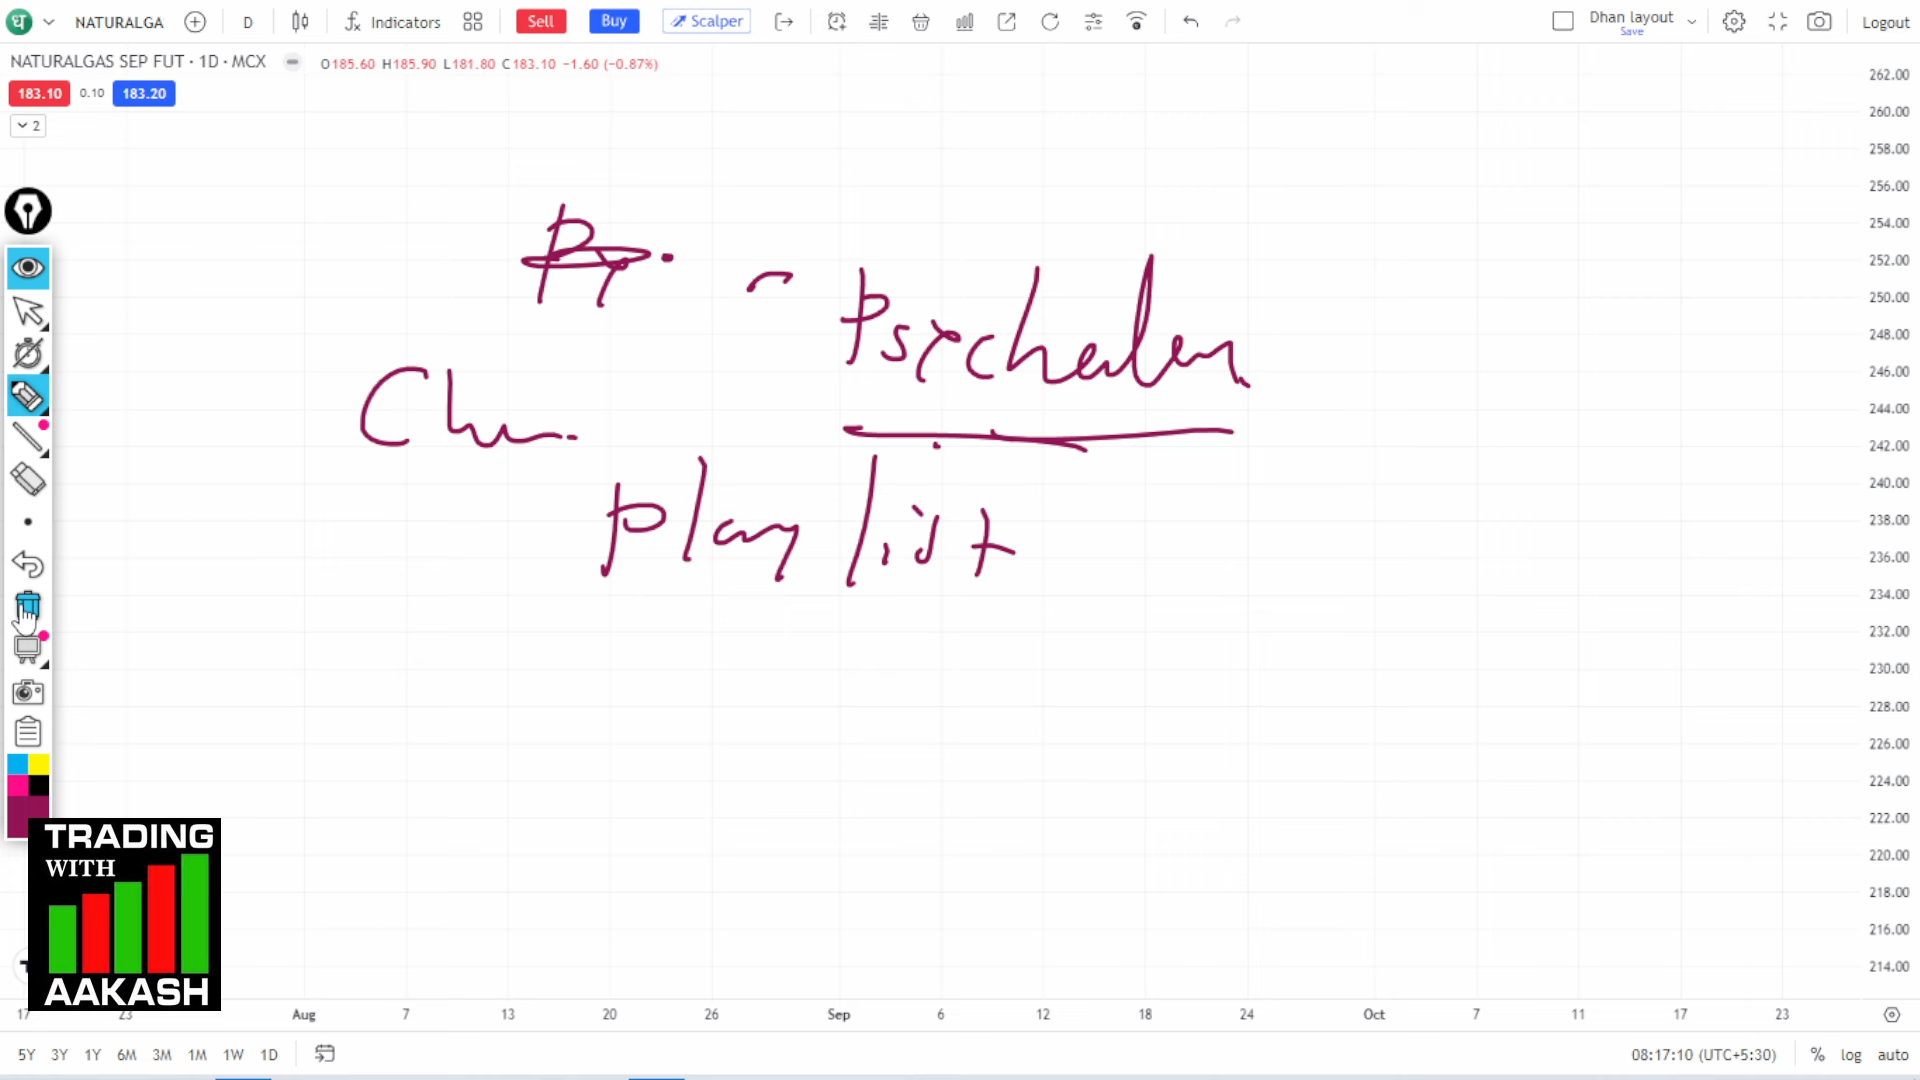 NATURALGA D Indicators Sell Buy Scalper Dhan layout Save Logout
NATURALGAS SEP FUT · 1D · MCX O185.60 H185.90 L181.80 C183.10 −1.60 (−0.87%)
183.10 0.10 183.20
2
262.00
260.00
258.00
256.00
254.00
252.00
250.00
248.00
246.00
244.00
242.00
240.00
238.00
236.00
234.00
232.00
230.00
228.00
226.00
224.00
222.00
220.00
218.00
216.00
214.00
play list
TRADING
WITH
AAKASH
17 23 Aug 7 13 20 26 Sep 6 12 18 24 Oct 7 11 17 23
5Y 3Y 1Y 6M 3M 1M 1W 1D 08:17:10 (UTC+5:30) % log auto